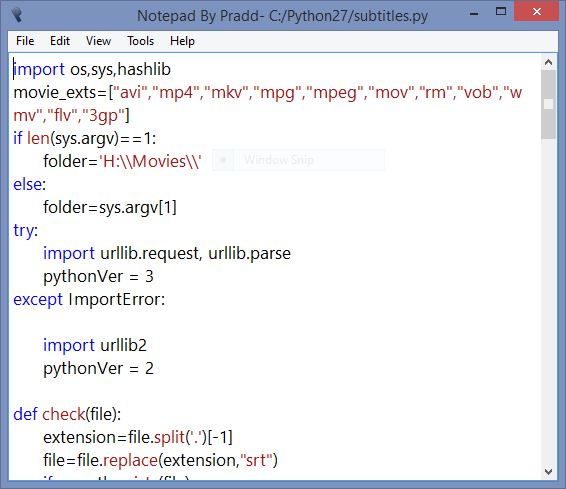 Notepad By Pradd- C:/Python27/subtitles.py
File Edit View Tools Help
import os,sys,hashlib
movie_exts=["avi","mp4","mkv","mpg","mpeg","mov","rm","vob","w
mv","flv","3gp"]
if len(sys.argv)==1:
folder='H:\\Movies\\'
Window Snip
else:
folder=sys.argv[1]
try:
import urllib.request, urllib.parse
pythonVer = 3
except ImportError:
import urllib2
pythonVer = 2
def check(file):
extension=file.split('.')[-1]
file=file.replace(extension,"srt")